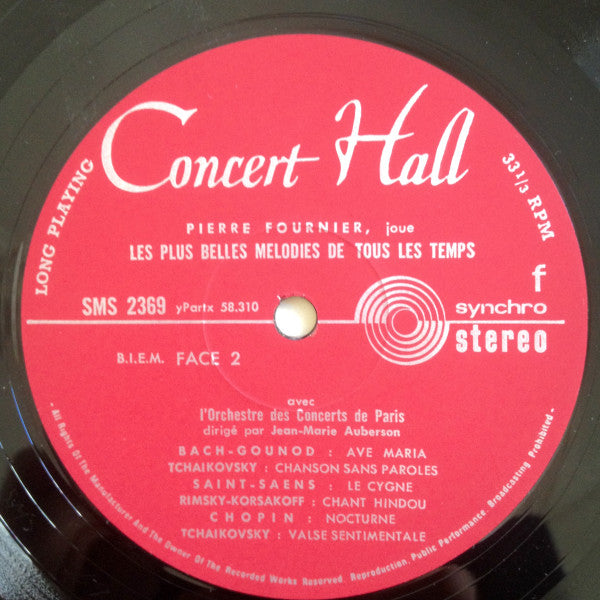 Concert Hall
LONG PLAYING
33 1/3 RPM
PIERRE FOURNIER, joue
LES PLUS BELLES MELODIES DE TOUS LES TEMPS
SMS 2369 yPartx 58.310
f
synchro
stereo
B.I.E.M. FACE 2
avec
l'Orchestre des Concerts de Paris
dirigé par Jean-Marie Auberson
BACH-GOUNOD : AVE MARIA
TCHAIKOVSKY : CHANSON SANS PAROLES
SAINT-SAENS : LE CYGNE
RIMSKY-KORSAKOFF : CHANT HINDOU
CHOPIN : NOCTURNE
TCHAIKOVSKY : VALSE SENTIMENTALE
- All Rights Of The Manufacturer And The Owner Of The Recorded Works Reserved. Reproduction, Public Performance, Broadcasting Prohibited -